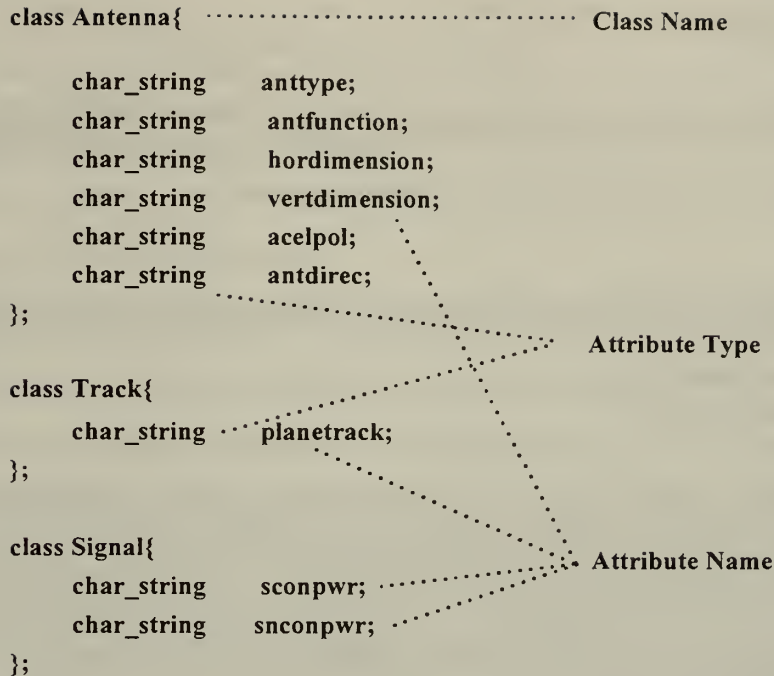 class Antenna{ Class Name
char_string anttype;
char_string antfunction;
char_string hordimension;
char_string vertdimension;
char_string acelpol;
char_string antdirec;
};
Attribute Type
class Track{
char_string planetrack;
};
class Signal{
Attribute Name
char_string sconpwr;
char_string snconpwr;
};